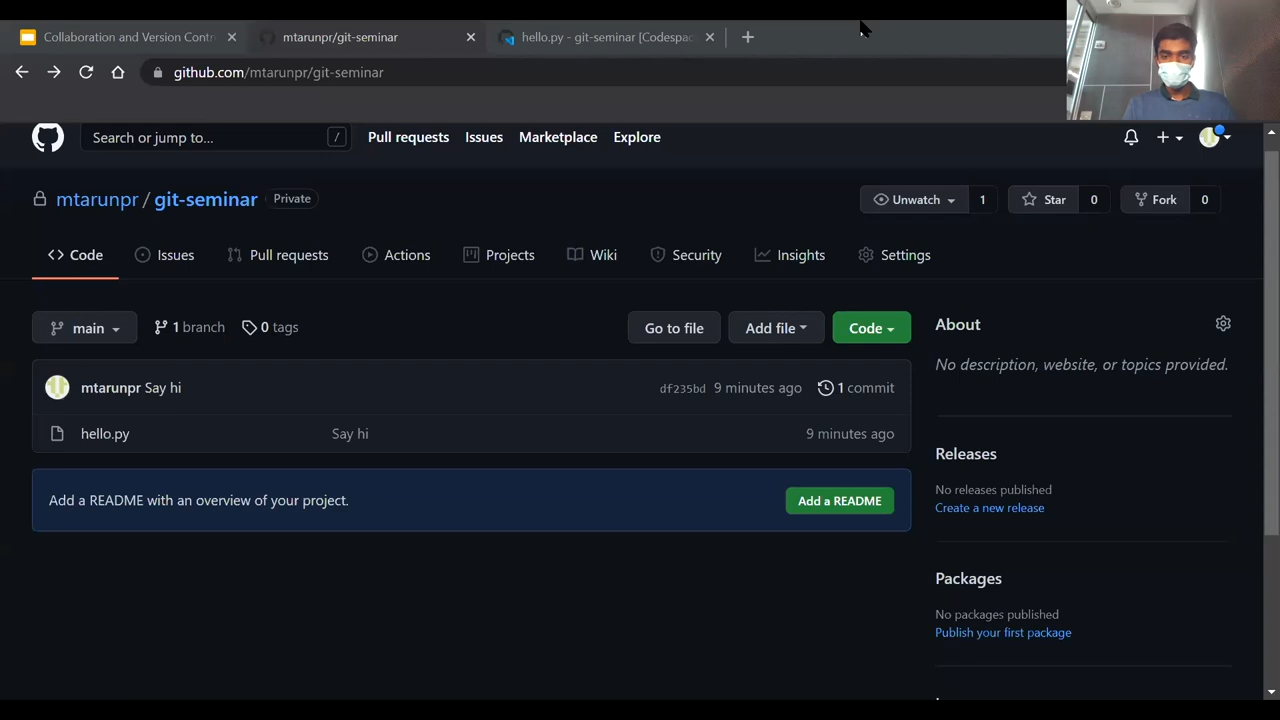 Collaboration and Version Contr
mtarunpr/git-seminar
hello.py - git-seminar [Codespac
github.com/mtarunpr/git-seminar
Search or jump to...
/
Pull requests
Issues
Marketplace
Explore
mtarunpr / git-seminar
Private
Unwatch
1
Star
0
Fork
0
Code
Issues
Pull requests
Actions
Projects
Wiki
Security
Insights
Settings
main
1 branch
0 tags
Go to file
Add file
Code
About
No description, website, or topics provided.
mtarunpr Say hi
df235bd 9 minutes ago
1 commit
hello.py
Say hi
9 minutes ago
Add a README with an overview of your project.
Add a README
Releases
No releases published
Create a new release
Packages
No packages published
Publish your first package